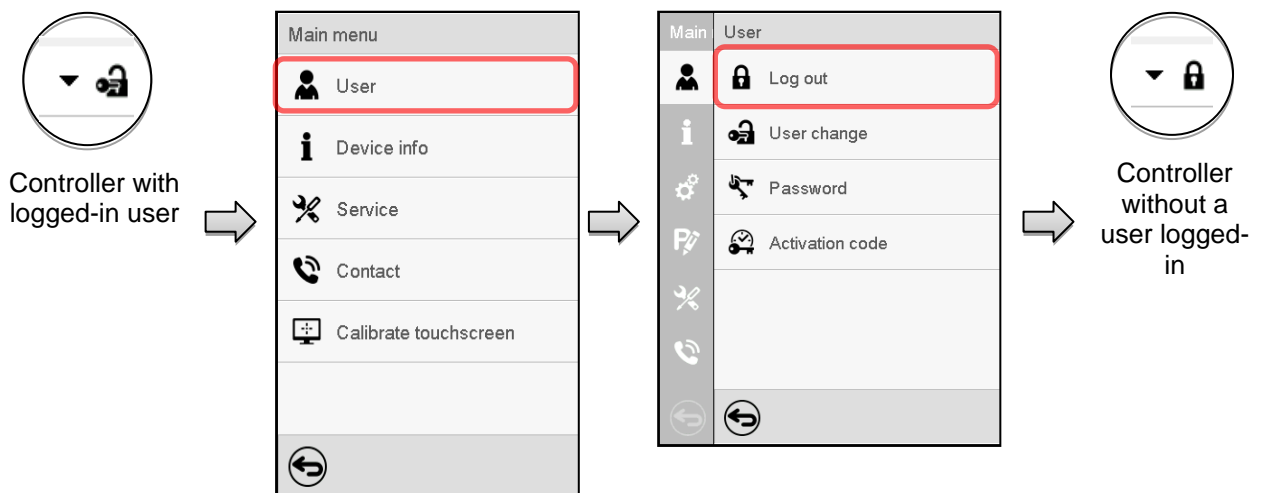 Controller with
logged-in user
Main menu
User
Device info
Service
Contact
Calibrate touchscreen
Main
User
Log out
User change
Password
Activation code
Controller
without a
user logged-
in